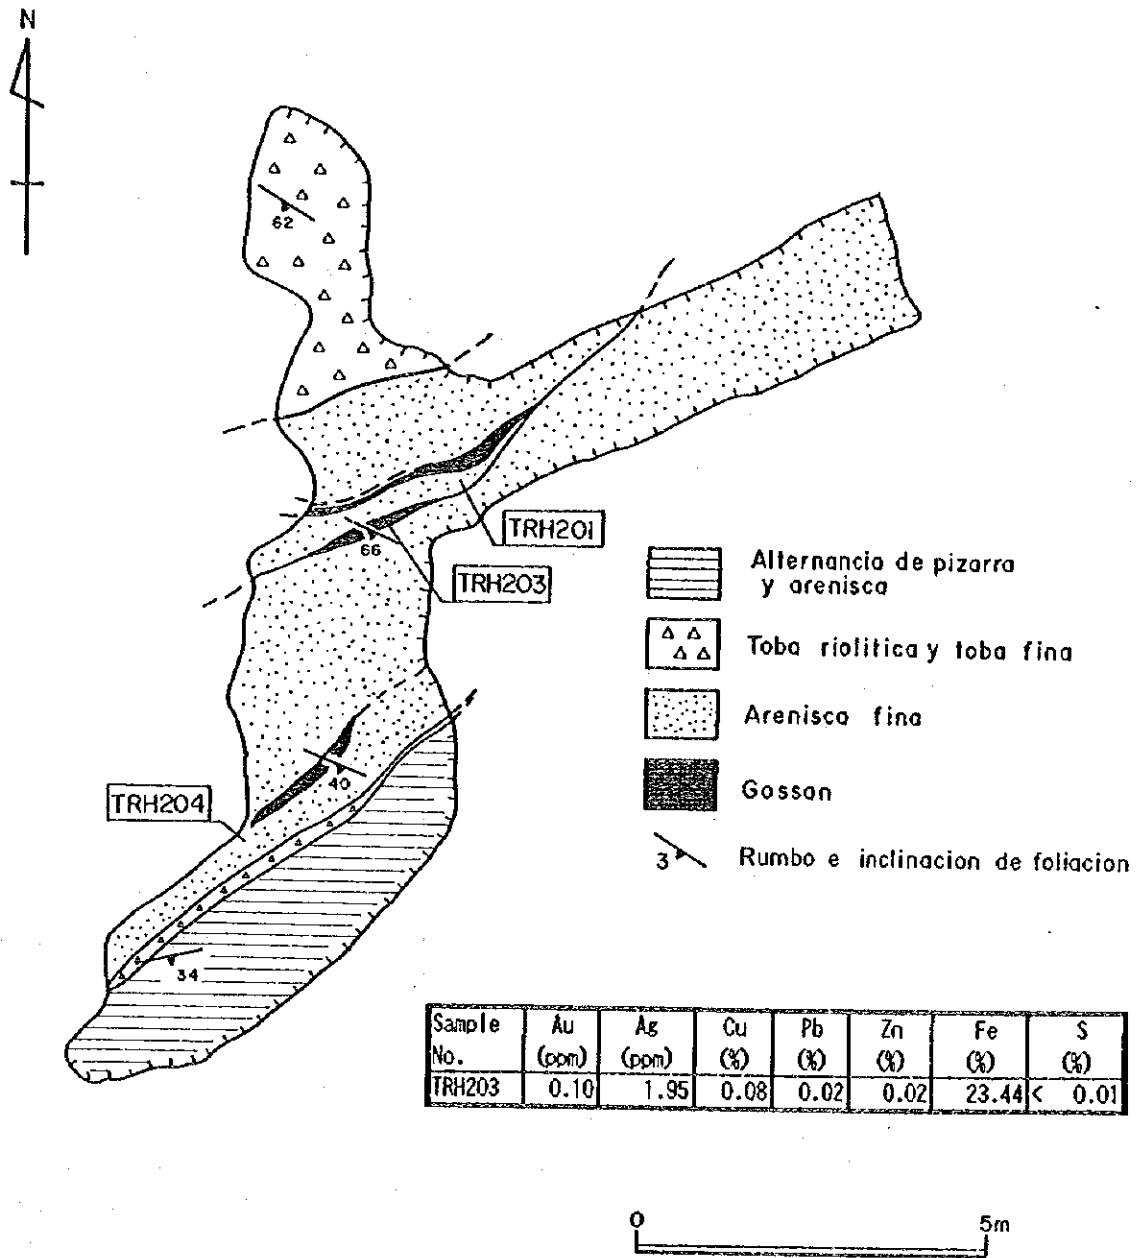 N
62
TRH201
66
TRH203
40
TRH204
34
Alternancia de pizarra
y arenisca
Toba riolitica y toba fina
Arenisca fina
Gossan
3 Rumbo e inclinacion de foliacion
Sample No. Au (ppm) Ag (ppm) Cu (%) Pb (%) Zn (%) Fe (%) S (%)
TRH203 0.10 1.95 0.08 0.02 0.02 23.44 < 0.01
0 5m